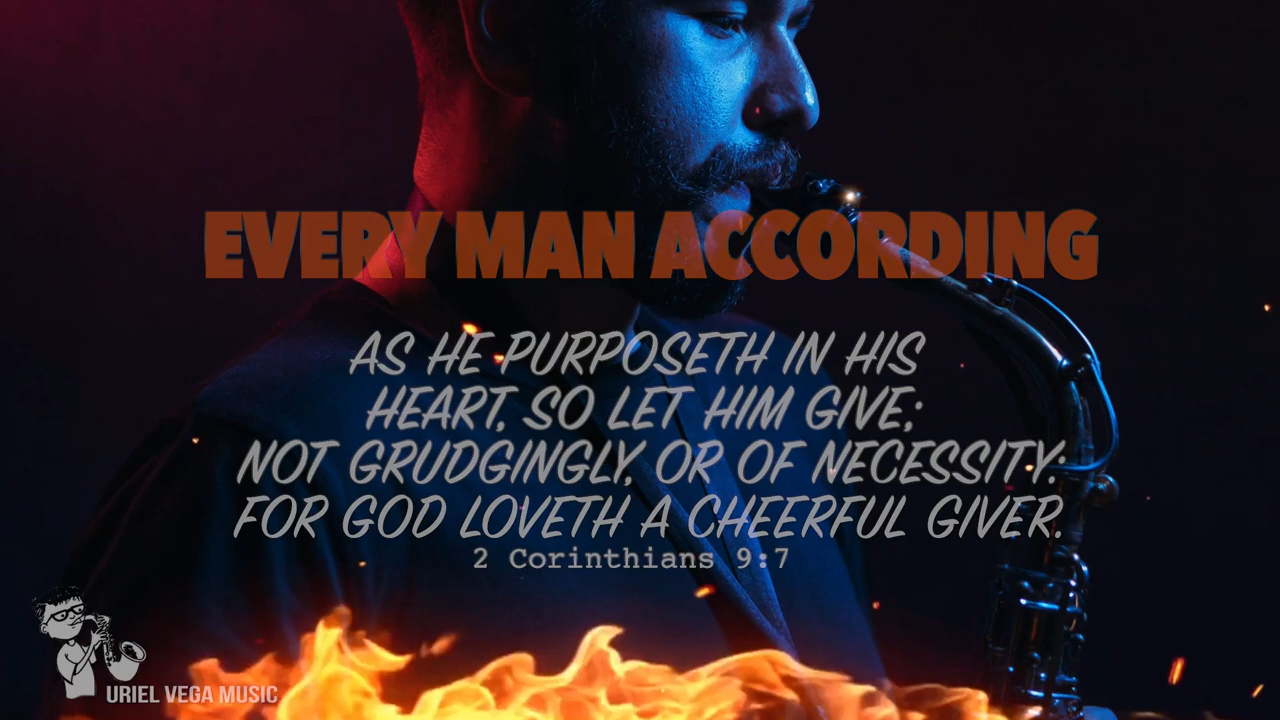 EVERY MAN ACCORDING
AS HE PURPOSETH IN HIS
HEART, SO LET HIM GIVE;
NOT GRUDGINGLY, OR OF NECESSITY:
FOR GOD LOVETH A CHEERFUL GIVER.
2 Corinthians 9:7
URIEL VEGA MUSIC